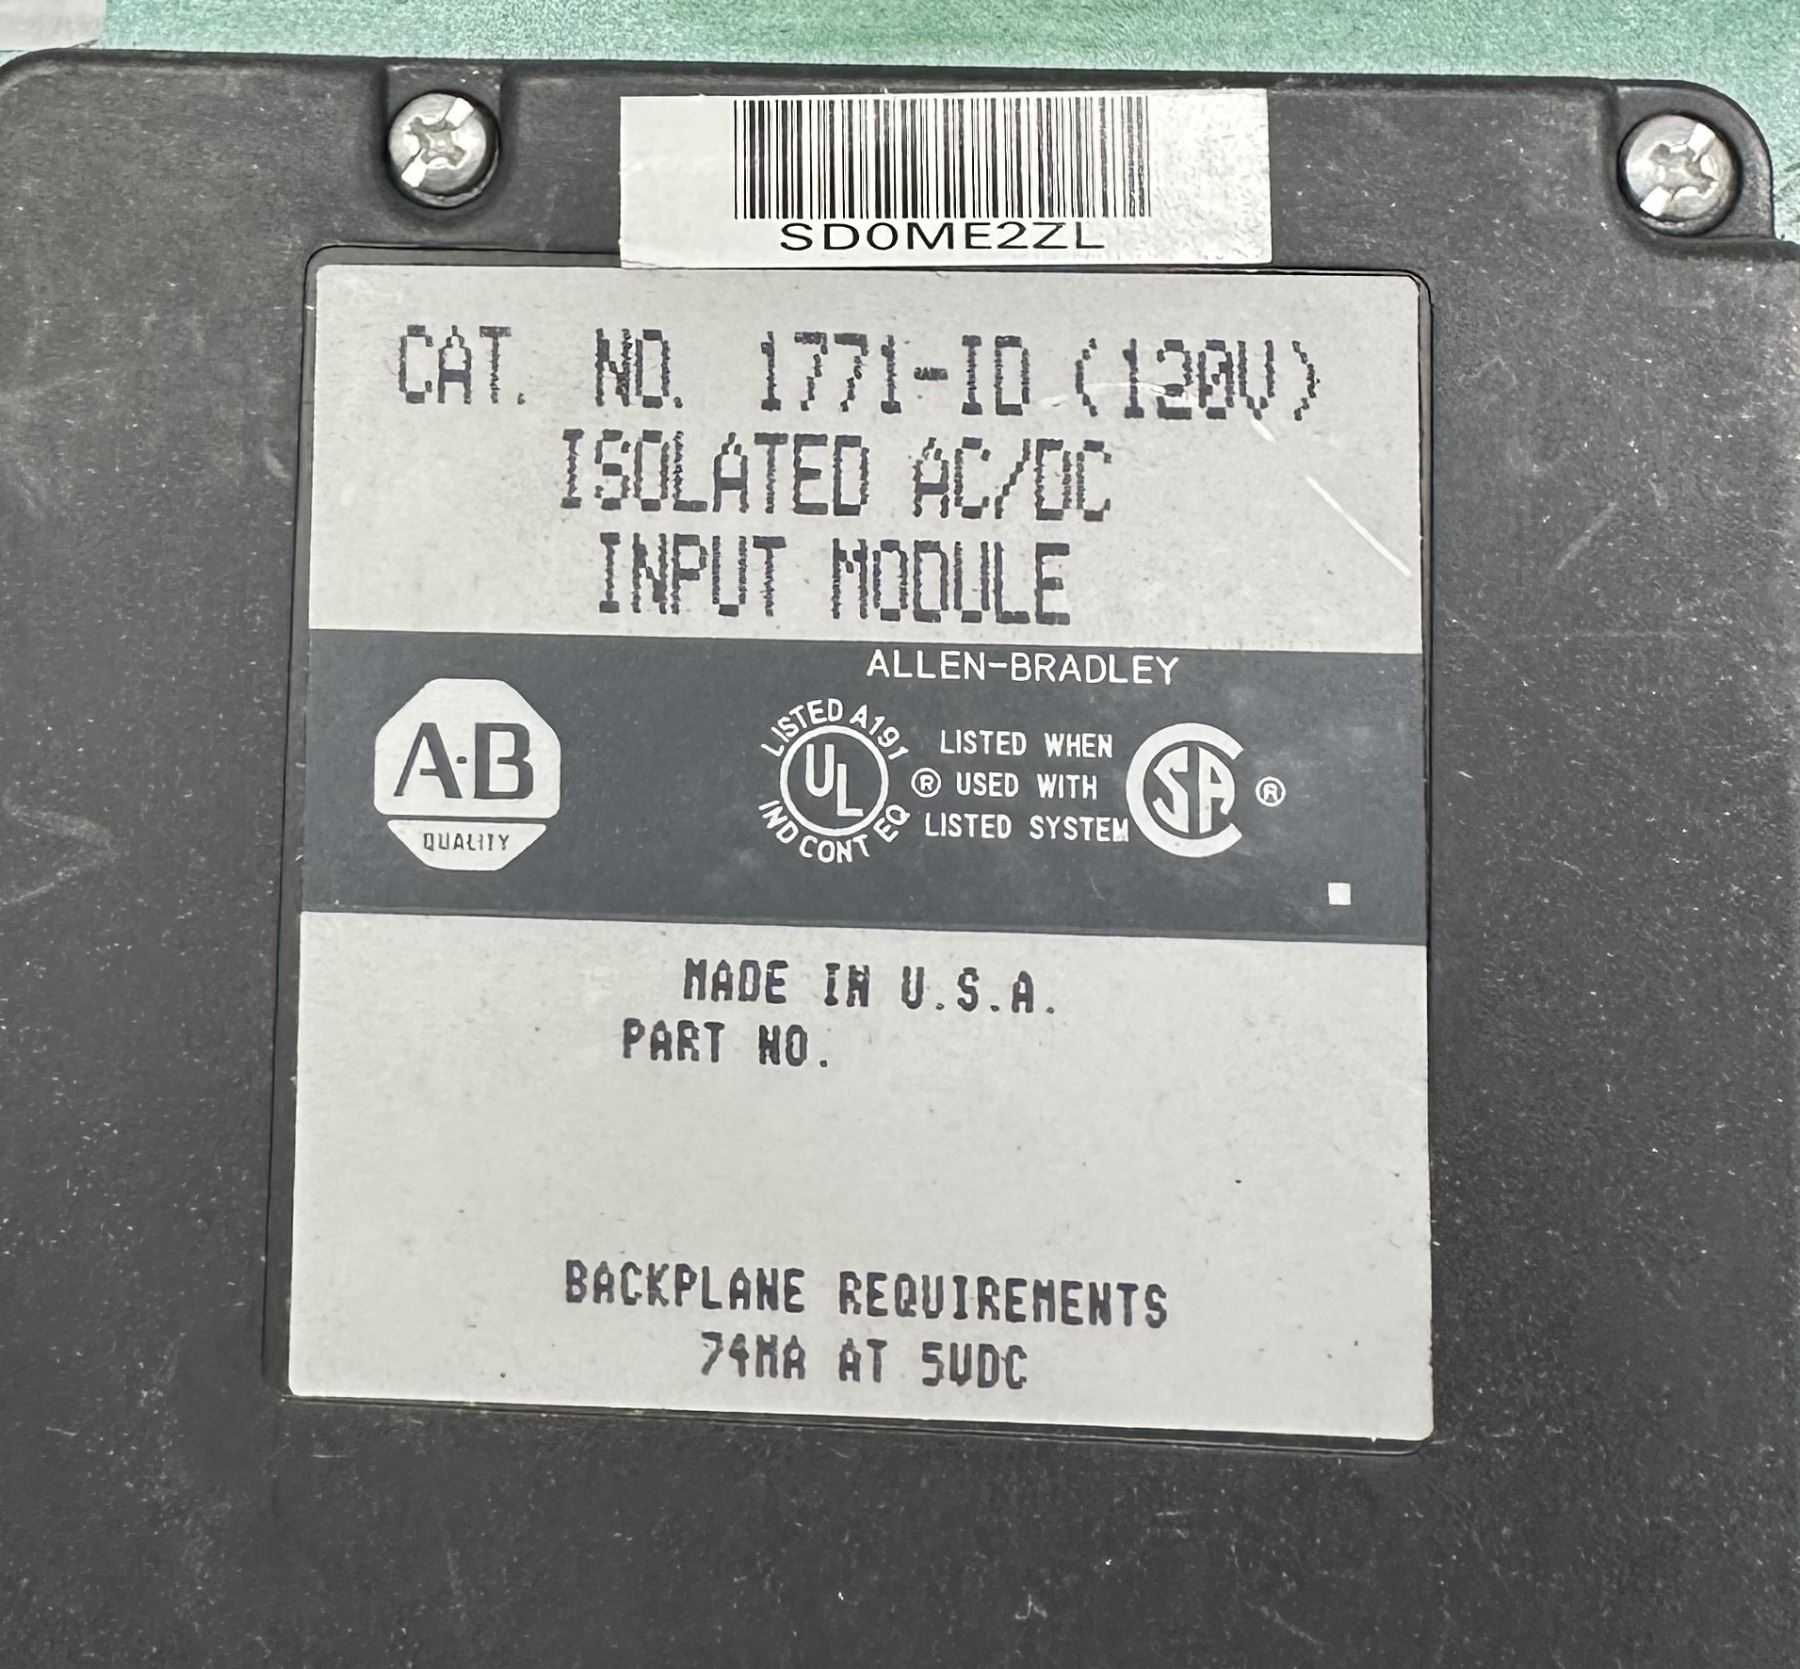 SD0ME2ZL
CAT. NO. 1771-ID (120V)
ISOLATED AC/DC
INPUT MODULE
ALLEN-BRADLEY
A·B
QUALITY
LISTED A191
UL
IND CONT EQ
®
LISTED WHEN
USED WITH
LISTED SYSTEM
SA ®
MADE IN U.S.A.
PART NO.
BACKPLANE REQUIREMENTS
74MA AT 5VDC